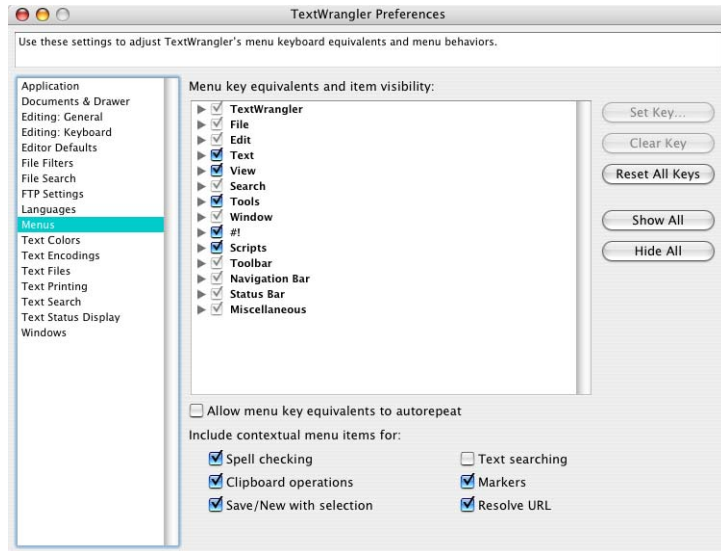 TextWrangler Preferences
Use these settings to adjust TextWrangler's menu keyboard equivalents and menu behaviors.
Application
Documents & Drawer
Editing: General
Editing: Keyboard
Editor Defaults
File Filters
File Search
FTP Settings
Languages
Menus
Text Colors
Text Encodings
Text Files
Text Printing
Text Search
Text Status Display
Windows
Menu key equivalents and item visibility:
TextWrangler
File
Edit
Text
View
Search
Tools
Window
#!
Scripts
Toolbar
Navigation Bar
Status Bar
Miscellaneous
Set Key...
Clear Key
Reset All Keys
Show All
Hide All
Allow menu key equivalents to autorepeat
Include contextual menu items for:
Spell checking
Text searching
Clipboard operations
Markers
Save/New with selection
Resolve URL